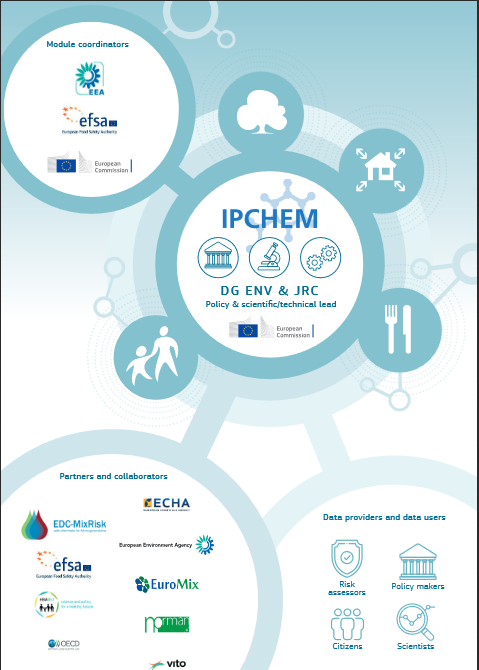 Module coordinators
EEA
efsa
European Food Safety Authority
European
Commission
IPCHEM
DG ENV & JRC
Policy & scientific/technical lead
European
Commission
Partners and collaborators
ECHA
EDC-MixRisk
European Environment Agency
efsa
European Food Safety Authority
EuroMix
norman
OECD
vito
Data providers and data users
Risk
assessors
Policy makers
Citizens
Scientists